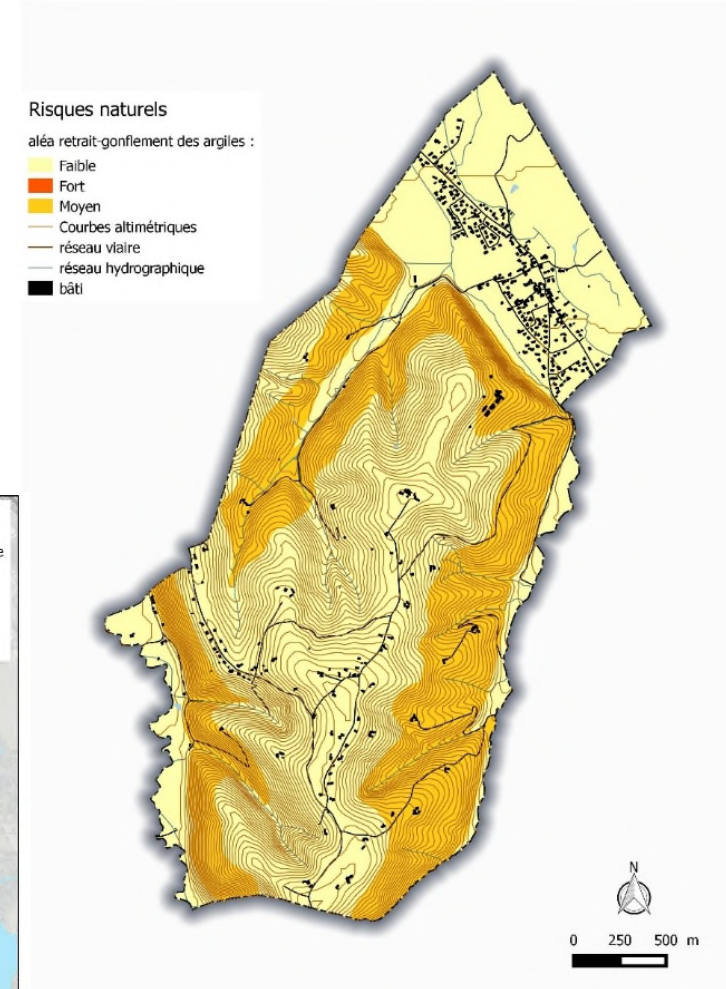 Risques naturels
aléa retrait-gonflement des argiles :
Faible
Fort
Moyen
Courbes altimétriques
réseau viaire
réseau hydrographique
bâti
e
N
0 250 500 m